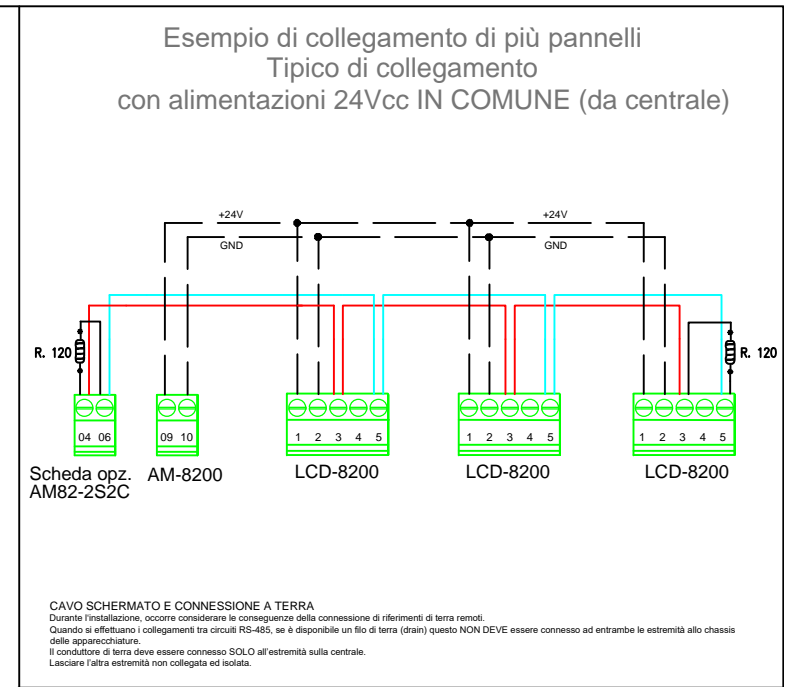 Esempio di collegamento di più pannelli
Tipico di collegamento
con alimentazioni 24Vcc IN COMUNE (da centrale)
+24V
+24V
GND
GND
R. 120
R. 120
04 06
09 10
1 2 3 4 5
1 2 3 4 5
1 2 3 4 5
Scheda opz.
AM82-2S2C
AM-8200
LCD-8200
LCD-8200
LCD-8200
CAVO SCHERMATO E CONNESSIONE A TERRA
Durante l'installazione, occorre considerare le conseguenze della connessione di riferimenti di terra remoti.
Quando si effettuano i collegamenti tra circuiti RS-485, se è disponibile un filo di terra (drain) questo NON DEVE essere connesso ad entrambe le estremità allo chassis
delle apparecchiature.
Il conduttore di terra deve essere connesso SOLO all'estremità sulla centrale.
Lasciare l'altra estremità non collegata ed isolata.